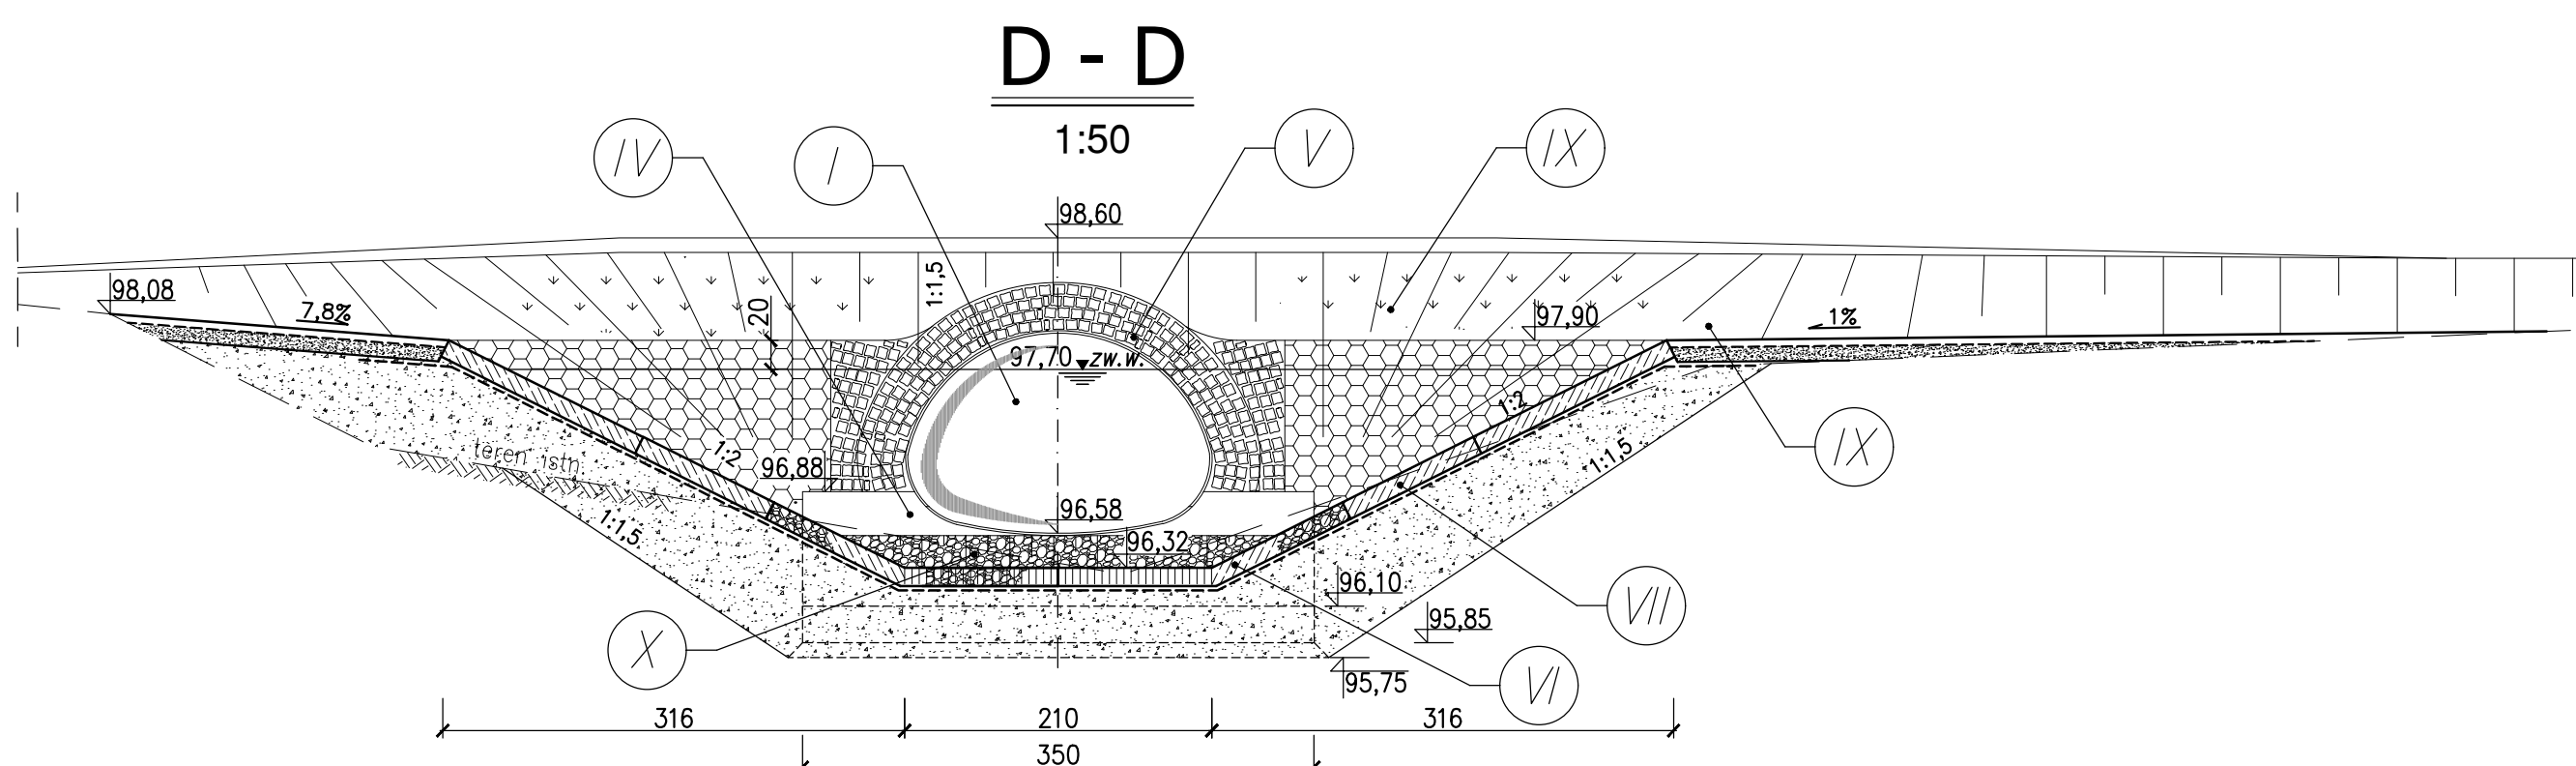 D - D
1:50
IV
I
V
IX
98,60
98,08
7,8%
20
1:1,5
97,90
1%
97,70 zw.w.
1:2
1:2
96,88
teren istn.
1:1,5
1:1,5
IX
96,58
96,32
96,10
95,85
VII
X
95,75
VI
316
210
316
350